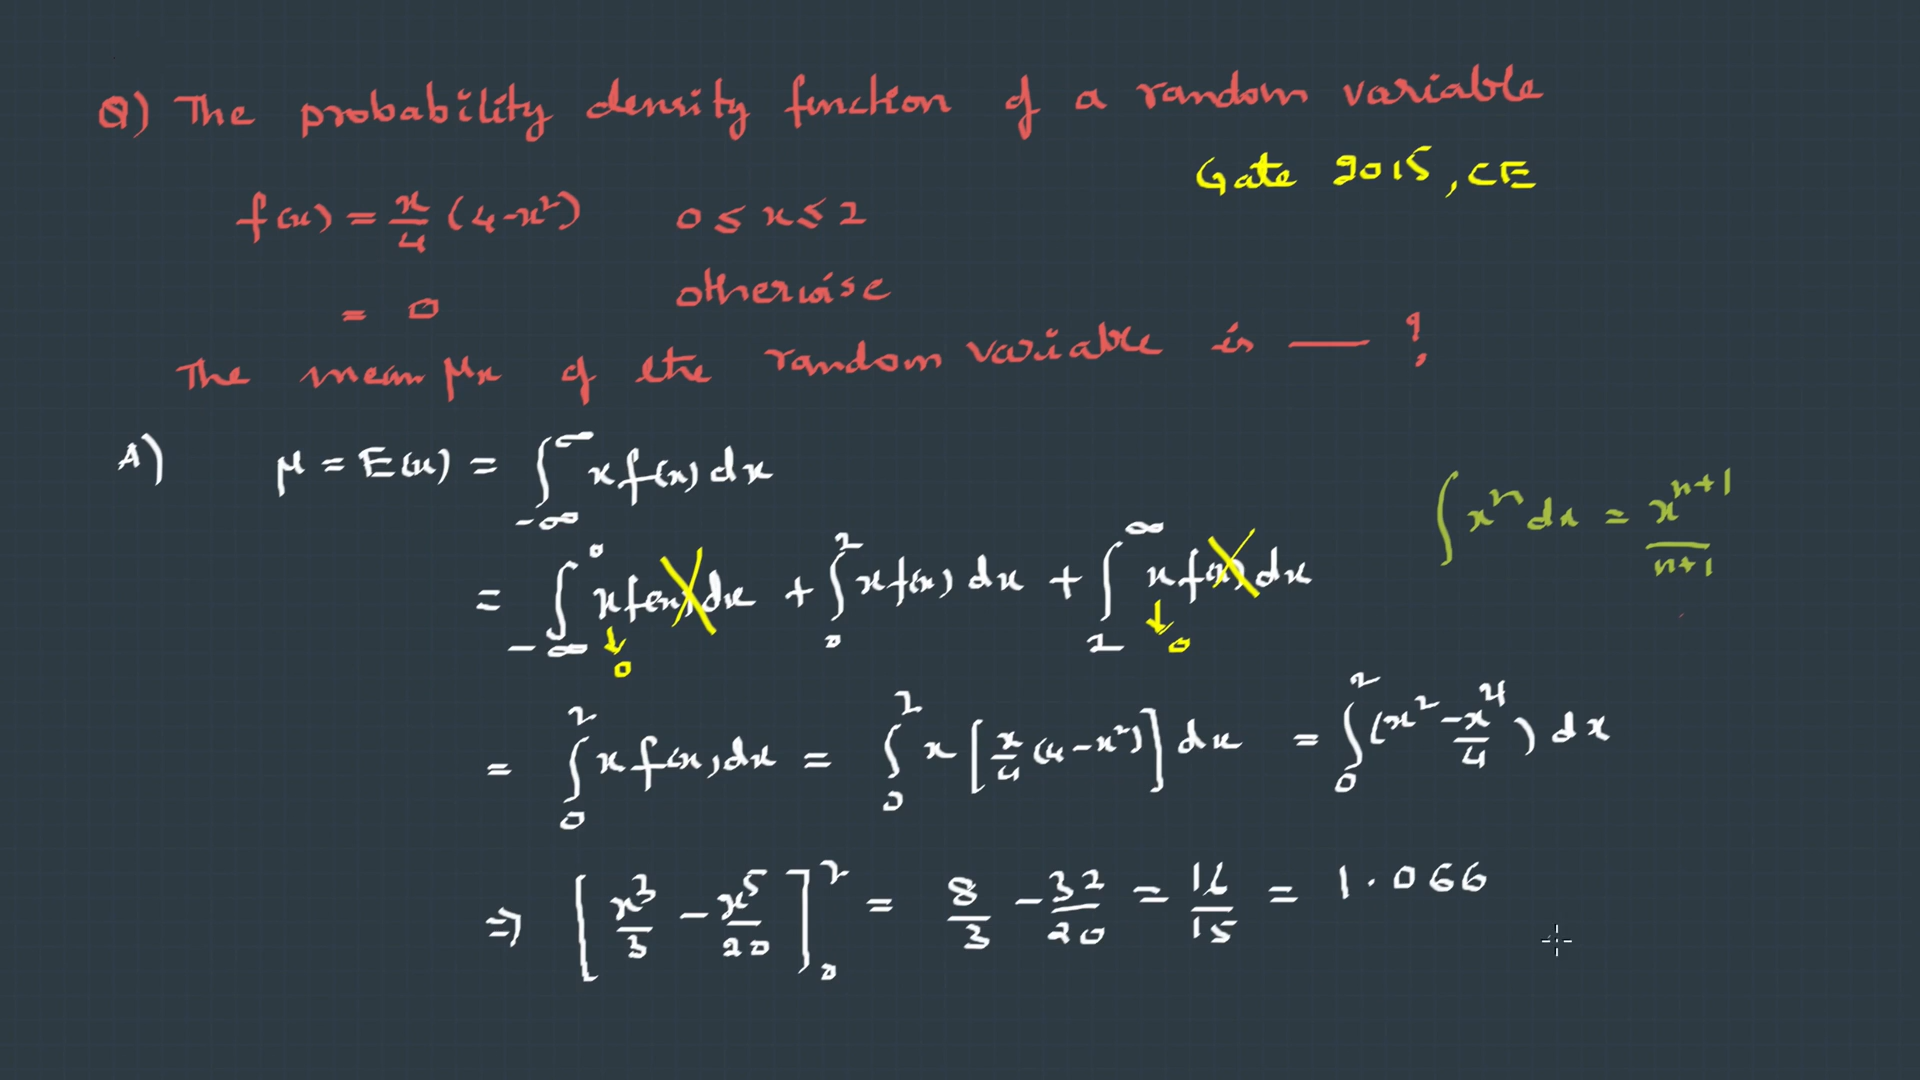 Q) The probability density function of a random variable
Gate 2015, CE
f(x) = x/4 (4-x²) 0 ≤ x ≤ 2
= 0 otherwise
The mean μx of the random variable is — ?
A) μ = E(x) = ∫_{-∞}^{∞} x f(x) dx
∫ xⁿ dx = x^{n+1}/n+1
= ∫_{-∞}^{0} x f(x) dx + ∫_{0}^{2} x f(x) dx + ∫_{2}^{∞} x f(x) dx
↓ 0 ↓ 0
= ∫_{0}^{2} x f(x) dx = ∫_{0}^{2} x [x/4 (4-x²)] dx = ∫_{0}^{2} (x² - x⁴/4) dx
⇒ [x³/3 - x⁵/20]_{0}^{2} = 8/3 - 32/20 = 16/15 = 1.066